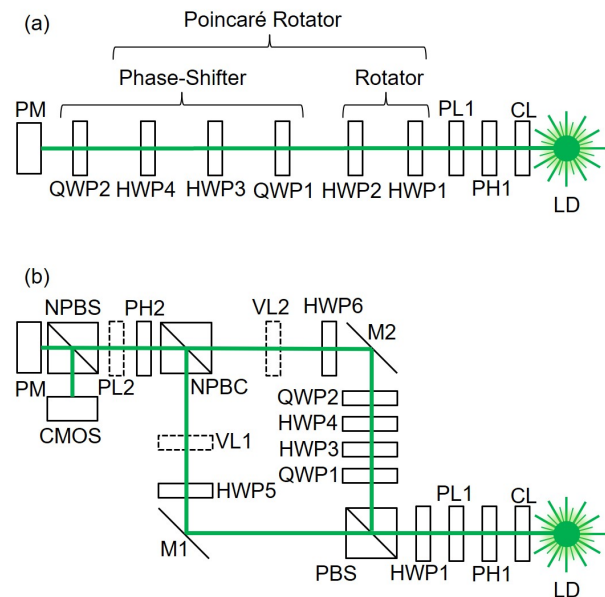 (a)
Poincaré Rotator
Phase-Shifter
Rotator
PM
PL1
CL
QWP2
HWP4
HWP3
QWP1
HWP2
HWP1
PH1
LD
(b)
NPBS
PH2
VL2
HWP6
M2
PM
PL2
NPBC
QWP2
CMOS
HWP4
VL1
HWP3
QWP1
HWP5
PL1
CL
M1
PBS
HWP1
PH1
LD